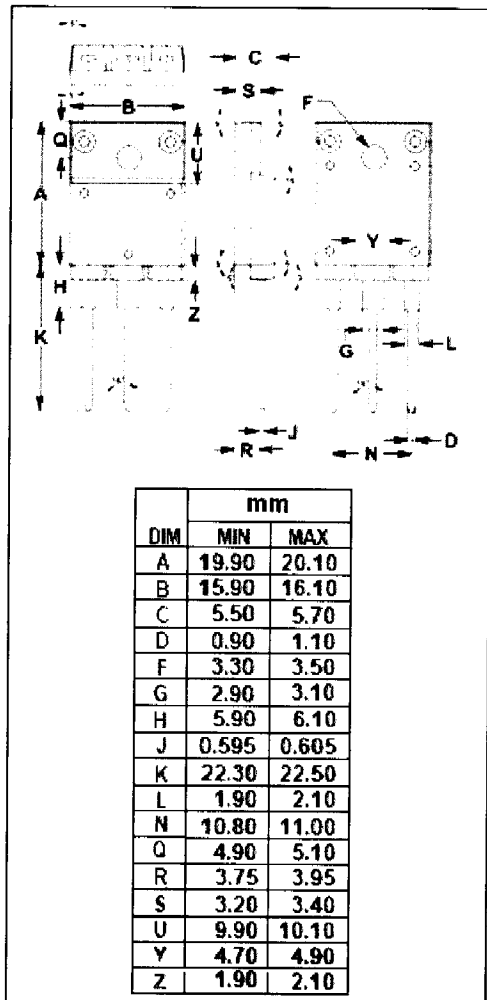 C
S
B
F
Q
U
A
Y
H
Z
K
G
L
J
R
N
D
mm
DIM MIN MAX
A 19.90 20.10
B 15.90 16.10
C 5.50 5.70
D 0.90 1.10
F 3.30 3.50
G 2.90 3.10
H 5.90 6.10
J 0.595 0.605
K 22.30 22.50
L 1.90 2.10
N 10.80 11.00
Q 4.90 5.10
R 3.75 3.95
S 3.20 3.40
U 9.90 10.10
Y 4.70 4.90
Z 1.90 2.10